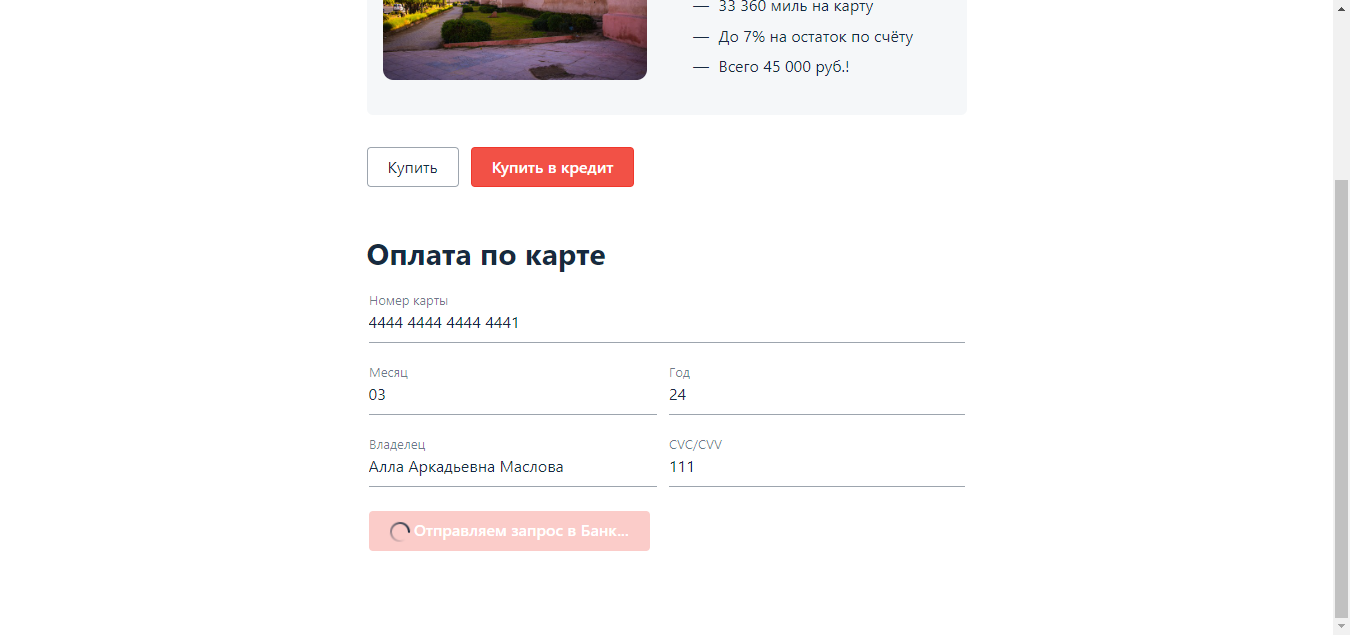 — 33 360 миль на карту
— До 7% на остаток по счёту
— Всего 45 000 руб.!
Купить Купить в кредит
Оплата по карте
Номер карты
4444 4444 4444 4441
Месяц Год
03 24
Владелец CVC/CVV
Алла Аркадьевна Маслова 111
Отправляем запрос в Банк...